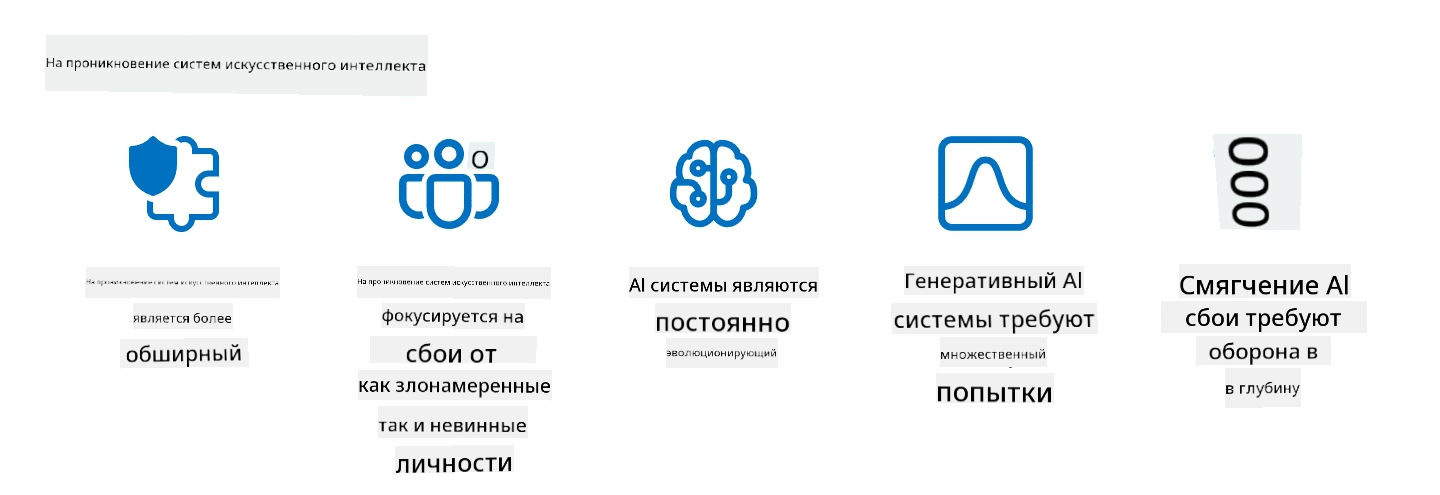 На проникновение систем искусственного интеллекта
О
000
На проникновение систем искусственного интеллекта
является более
обширный
На проникновение систем искусственного интеллекта
фокусируется на
сбои от
как злонамеренные
так и невинные
личности
AI системы являются
постоянно
эволюционирующий
Генеративный AI
системы требуют
множественный
попытки
Смягчение AI
сбои требуют
оборона в
в глубину